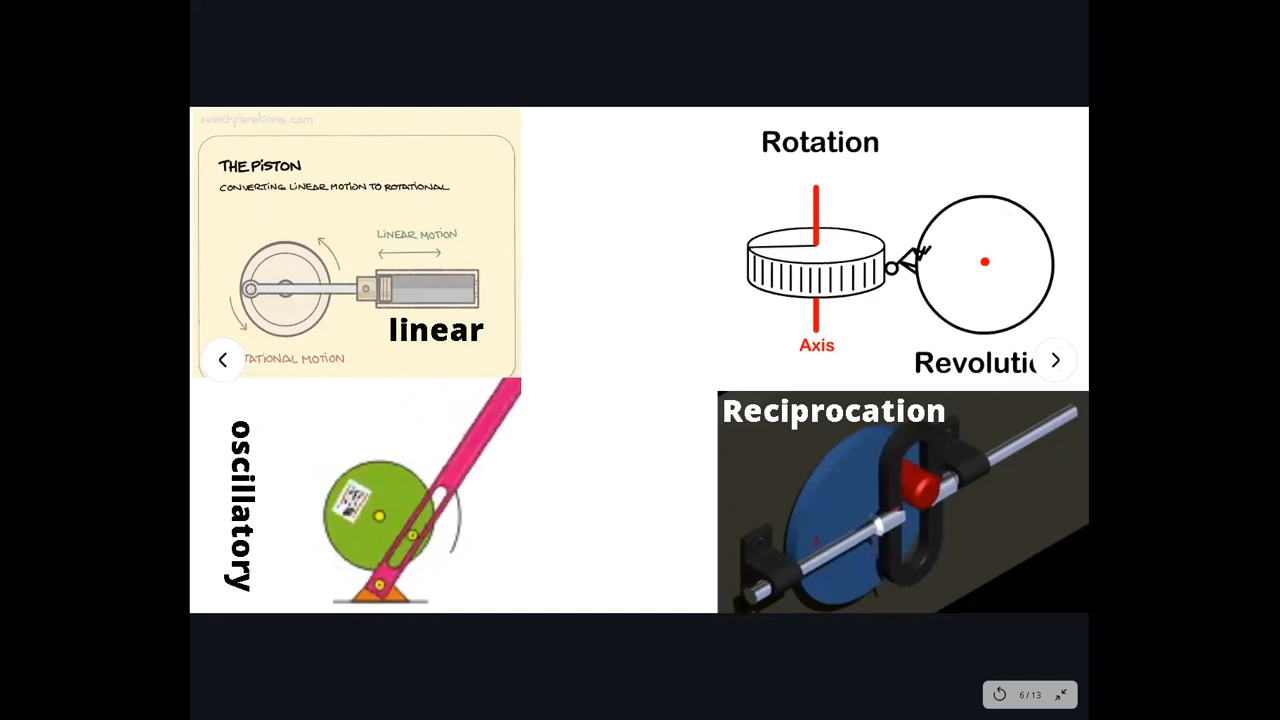 sketchplanations.com
THE PISTON
CONVERTING LINEAR MOTION TO ROTATIONAL
LINEAR MOTION
linear
TATIONAL MOTION
Rotation
Axis
Revolutio
oscillatory
Reciprocation
6 / 13